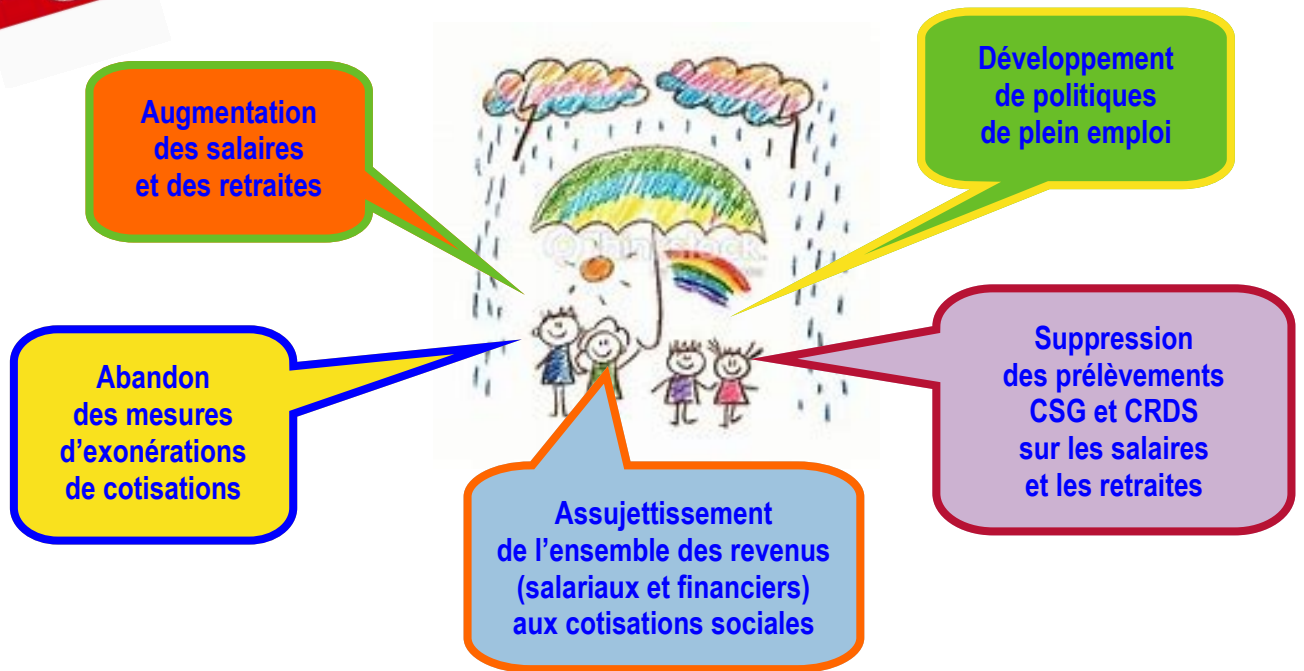 Augmentation
des salaires
et des retraites
Développement
de politiques
de plein emploi
Abandon
des mesures
d'exonérations
de cotisations
Suppression
des prélèvements
CSG et CRDS
sur les salaires
et les retraites
Assujettissement
de l'ensemble des revenus
(salariaux et financiers)
aux cotisations sociales